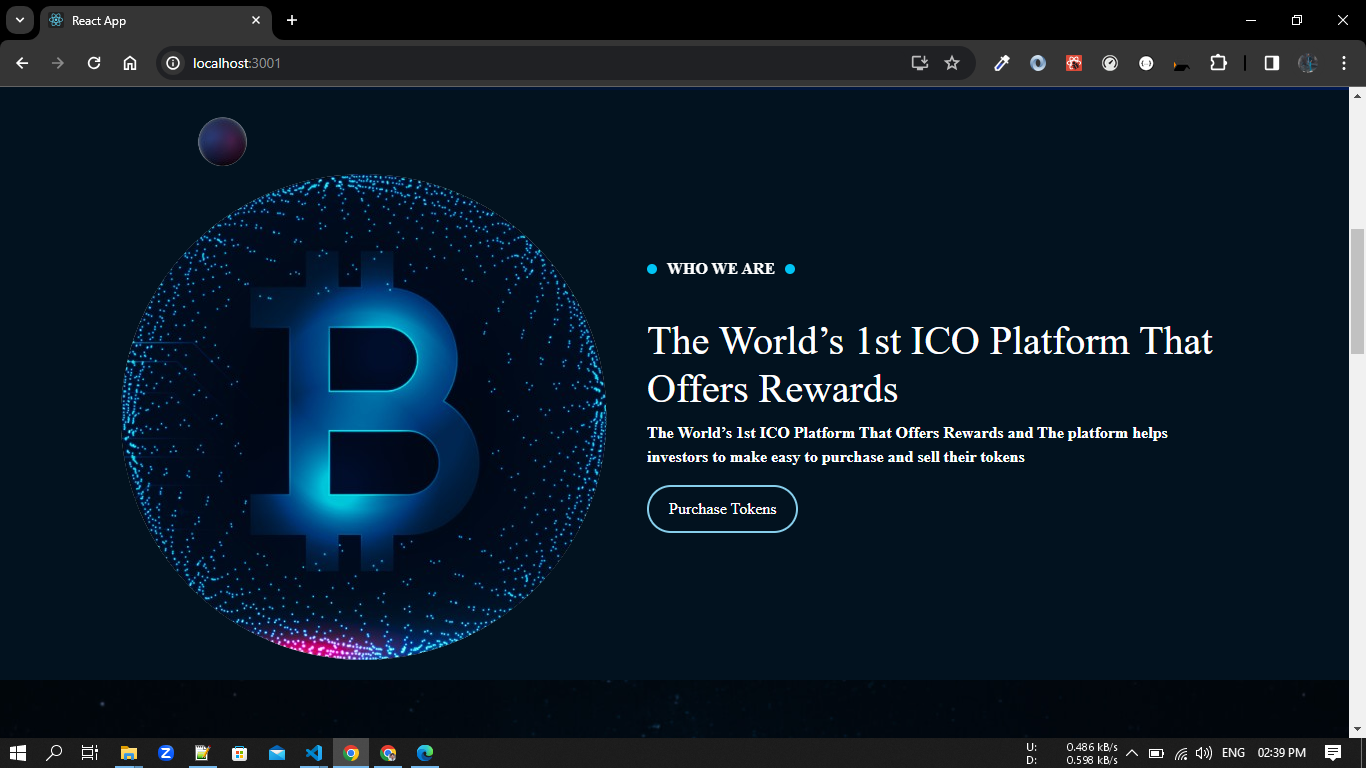 React App
localhost:3001
WHO WE ARE
The World’s 1st ICO Platform That
Offers Rewards
The World’s 1st ICO Platform That Offers Rewards and The platform helps
investors to make easy to purchase and sell their tokens
Purchase Tokens
U: 0.486 kB/s
D: 0.598 kB/s
ENG
02:39 PM